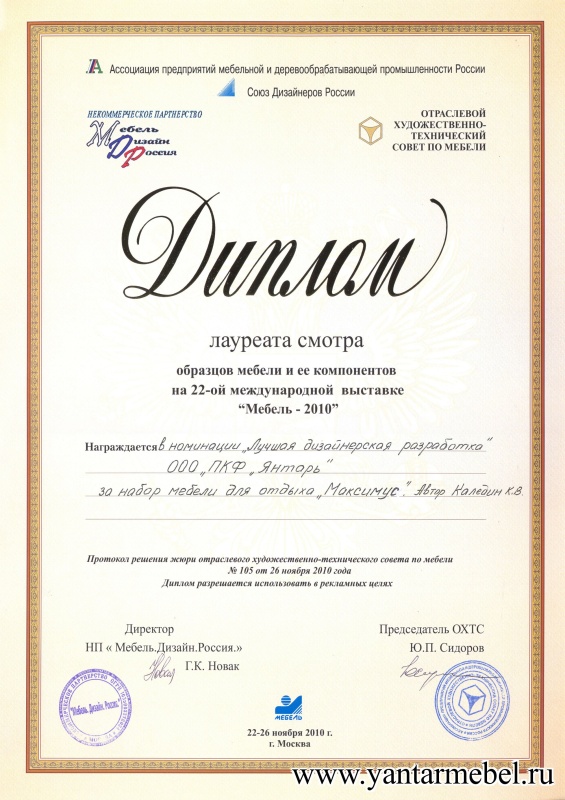 Ассоциация предприятий мебельной и деревообрабатывающей промышленности России
Союз Дизайнеров России
НЕКОММЕРЧЕСКОЕ ПАРТНЕРСТВО
Мебель
Дизайн
Россия
ОТРАСЛЕВОЙ
ХУДОЖЕСТВЕННО-
ТЕХНИЧЕСКИЙ
СОВЕТ ПО МЕБЕЛИ
Диплом
лауреата смотра
образцов мебели и ее компонентов
на 22-ой международной выставке
“Мебель - 2010”
Награждается в номинации „Лучшая дизайнерская разработка"
ООО „ПКФ „Янтарь"
за набор мебели для отдыха „Максимус". Автор Каледин К.В.
Протокол решения жюри отраслевого художественно-технического совета по мебели
№ 105 от 26 ноября 2010 года
Диплом разрешается использовать в рекламных целях
Директор
НП « Мебель.Дизайн.Россия.»
Г.К. Новак
Председатель ОХТС
Ю.П. Сидоров
"Мебель. Дизайн. Россия."
МЕБЕЛЬ
22-26 ноября 2010 г.
г. Москва
www.yantarmebel.ru